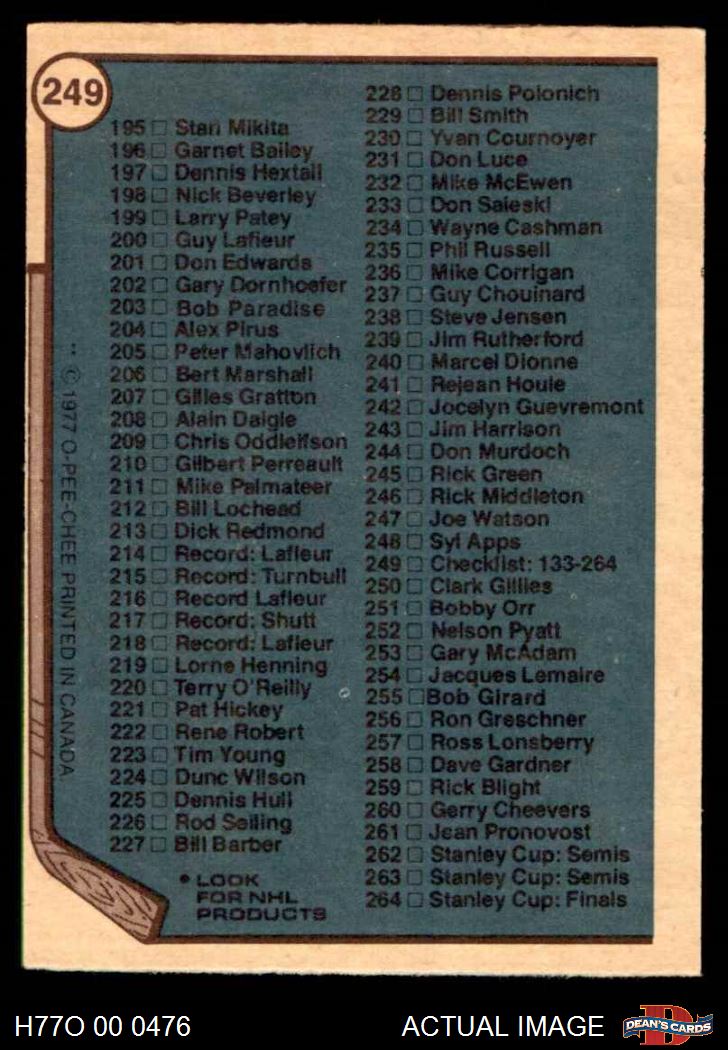 249
195 □ Stan Mikita
196 □ Garnet Bailey
197 □ Dennis Hextall
198 □ Nick Beverley
199 □ Larry Patey
200 □ Guy Lafleur
201 □ Don Edwards
202 □ Gary Dornhoefer
203 □ Bob Paradise
204 □ Alex Pirus
205 □ Peter Mahovlich
206 □ Bert Marshall
207 □ Gilles Gratton
208 □ Alain Daigle
209 □ Chris Oddleifson
210 □ Gilbert Perreault
211 □ Mike Palmateer
212 □ Bill Lochead
213 □ Dick Redmond
214 □ Record: Lafleur
215 □ Record: Turnbull
216 □ Record Lafleur
217 □ Record: Shutt
218 □ Record: Lafleur
219 □ Lorne Henning
220 □ Terry O'Reilly
221 □ Pat Hickey
222 □ Rene Robert
223 □ Tim Young
224 □ Dunc Wilson
225 □ Dennis Hull
226 □ Rod Seiling
227 □ Bill Barber
• LOOK
FOR NHL
PRODUCTS
228 □ Dennis Polonich
229 □ Bill Smith
230 □ Yvan Cournoyer
231 □ Don Luce
232 □ Mike McEwen
233 □ Don Saleski
234 □ Wayne Cashman
235 □ Phil Russell
236 □ Mike Corrigan
237 □ Guy Chouinard
238 □ Steve Jensen
239 □ Jim Rutherford
240 □ Marcel Dionne
241 □ Rejean Houle
242 □ Jocelyn Guevremont
243 □ Jim Harrison
244 □ Don Murdoch
245 □ Rick Green
246 □ Rick Middleton
247 □ Joe Watson
248 □ Syl Apps
249 □ Checklist: 133-264
250 □ Clark Gillies
251 □ Bobby Orr
252 □ Nelson Pyatt
253 □ Gary McAdam
254 □ Jacques Lemaire
255 □ Bob Girard
256 □ Ron Greschner
257 □ Ross Lonsberry
258 □ Dave Gardner
259 □ Rick Blight
260 □ Gerry Cheevers
261 □ Jean Pronovost
262 □ Stanley Cup: Semis
263 □ Stanley Cup: Semis
264 □ Stanley Cup: Finals
** © 1977 O-PEE-CHEE PRINTED IN CANADA.
H77O 00 0476
ACTUAL IMAGE
D
DEAN'S CARDS